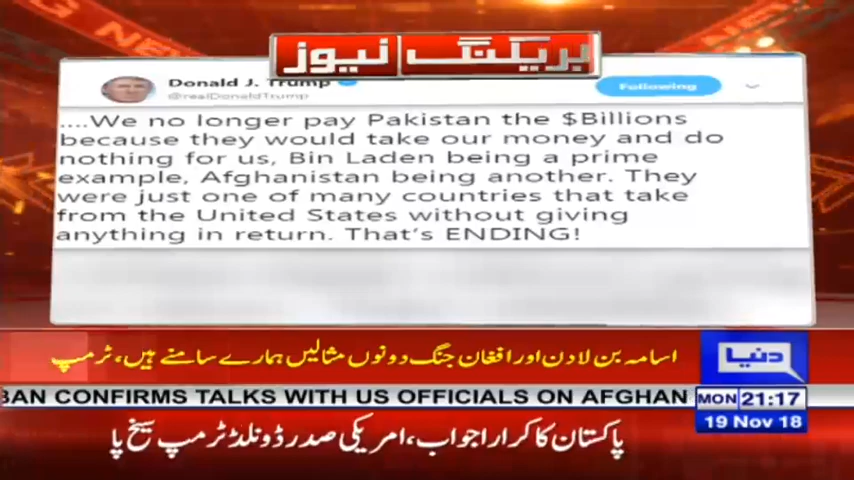 بریکنگ نیوز
Donald J. Trump
@realDonaldTrump
Following
....We no longer pay Pakistan the $Billions
because they would take our money and do
nothing for us, Bin Laden being a prime
example, Afghanistan being another. They
were just one of many countries that take
from the United States without giving
anything in return. That's ENDING!
اسامہ بن لادن اور افغان جنگ دونوں مثالیں ہمارے سامنے ہیں، ٹرمپ
دنیا
BAN CONFIRMS TALKS WITH US OFFICIALS ON AFGHAN
MON 21:17
19 Nov 18
پاکستان کا کرارا جواب، امریکی صدر ڈونلڈ ٹرمپ سیخ پا